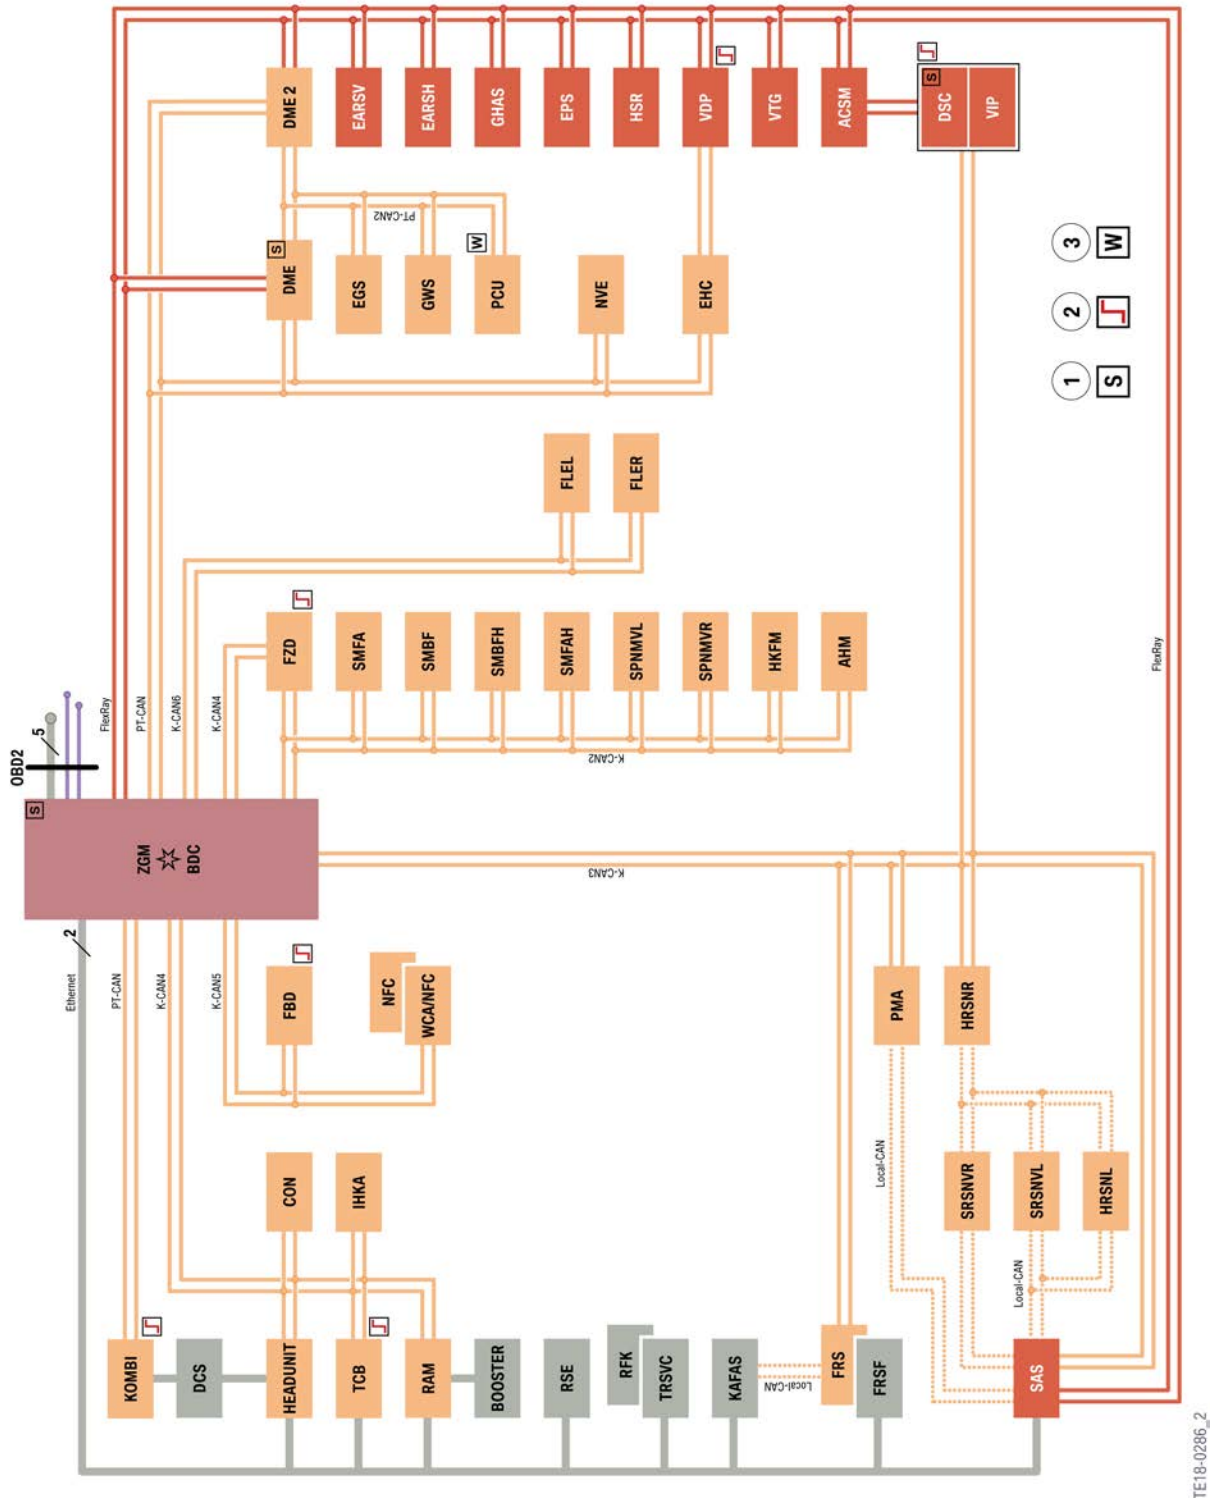 OBD2
5
2
Ethernet
PT-CAN
K-CAN4
K-CAN5
FlexRay
PT-CAN
K-CAN6
K-CAN4
S
ZGM
BDC
KOMBI
DCS
HEADUNIT
TCB
RAM
BOOSTER
RSE
RFK
TRSVC
KAFAS
Local-CAN
FRS
FRSF
SAS
CON
IHKA
Local-CAN
SRSNVR
SRSNVL
HRSNL
Local-CAN
FBD
NFC
WCA/NFC
PMA
HRSNR
K-CAN3
K-CAN2
FZD
SMFA
SMBF
SMBFH
SMFAH
SPNMVL
SPNMVR
HKFM
AHM
FLEL
FLER
DME
S
EGS
GWS
PCU
W
NVE
EHC
PT-CAN2
DME 2
EARSV
EARSH
GHAS
EPS
HSR
VDP
VTG
ACSM
S
DSC
VIP
1
2
3
S
W
FlexRay
TE18-0286_2